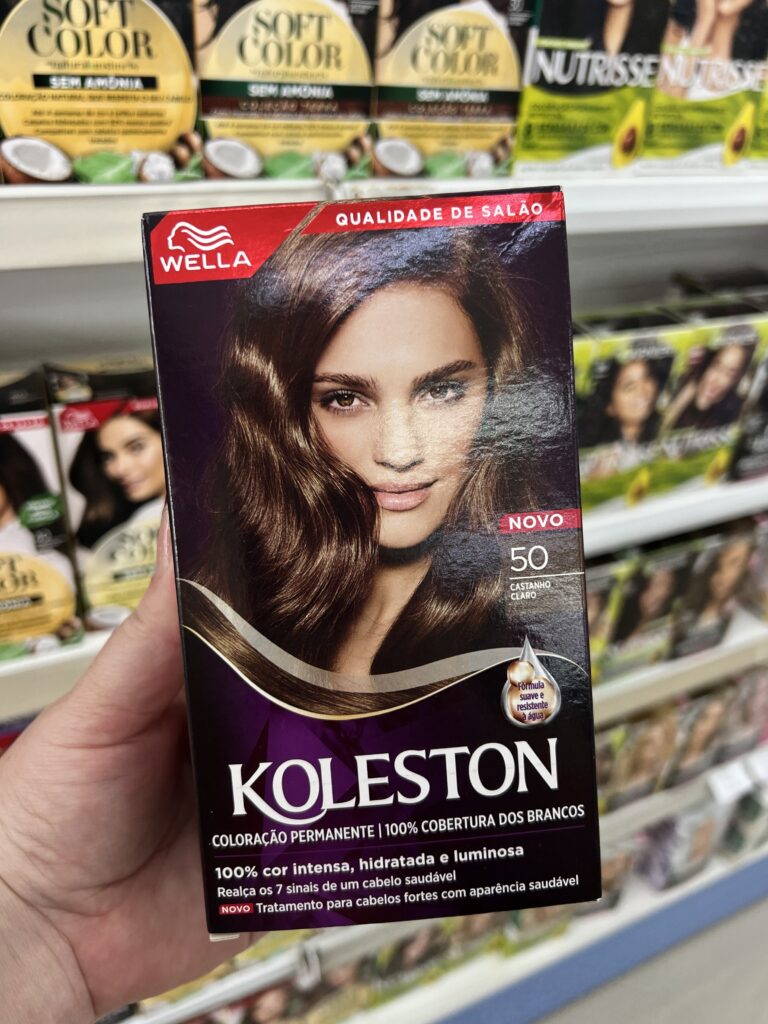 SOFT
COLOR
SEM AMÔNIA
SOFT
COLOR
SEM AMÔNIA
SOFT
COLOR
SEM AMÔNIA
NUTRISSE
NUTRISSE
WELLA
QUALIDADE DE SALÃO
NOVO
50
CASTANHO
CLARO
Fórmula
suave e
resistente
à água
KOLESTON
COLORAÇÃO PERMANENTE | 100% COBERTURA DOS BRANCOS
100% cor intensa, hidratada e luminosa
Realça os 7 sinais de um cabelo saudável
NOVO Tratamento para cabelos fortes com aparência saudável